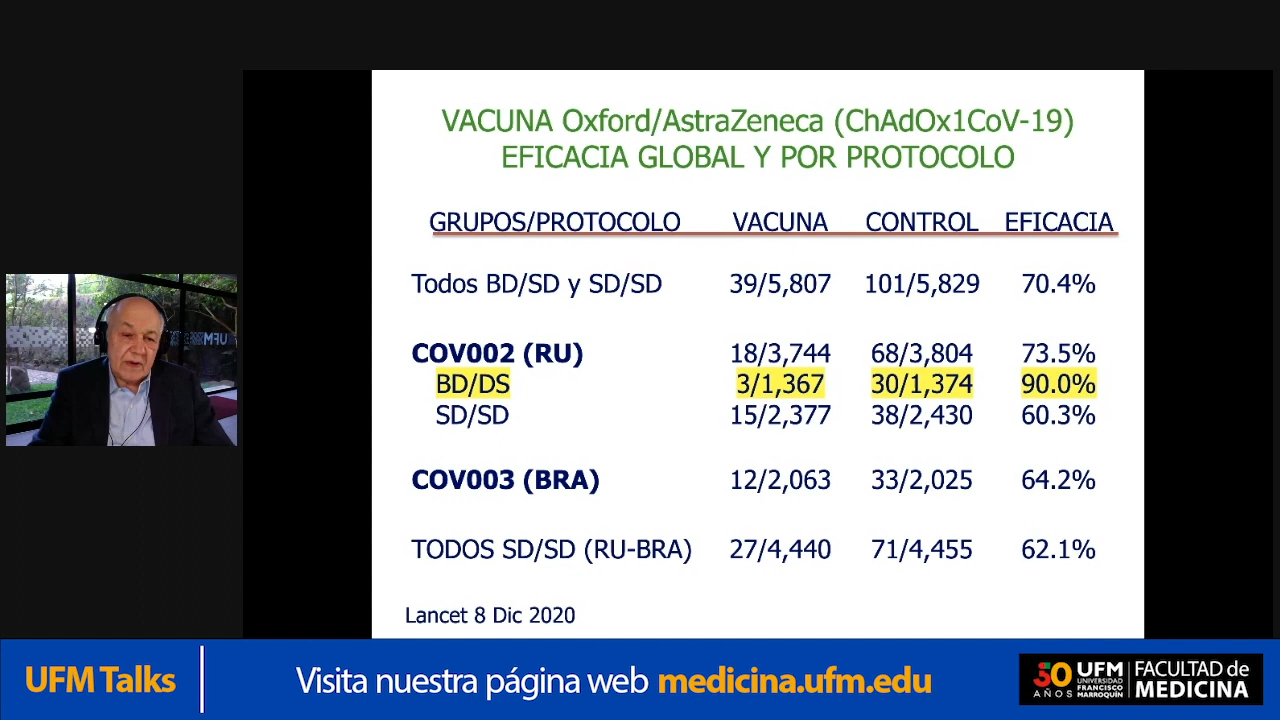 VACUNA Oxford/AstraZeneca (ChAdOx1CoV-19)
EFICACIA GLOBAL Y POR PROTOCOLO
GRUPOS/PROTOCOLO VACUNA CONTROL EFICACIA
Todos BD/SD y SD/SD 39/5,807 101/5,829 70.4%
COV002 (RU) 18/3,744 68/3,804 73.5%
BD/DS 3/1,367 30/1,374 90.0%
SD/SD 15/2,377 38/2,430 60.3%
COV003 (BRA) 12/2,063 33/2,025 64.2%
TODOS SD/SD (RU-BRA) 27/4,440 71/4,455 62.1%
Lancet 8 Dic 2020
UFM
UFM Talks
Visita nuestra página web medicina.ufm.edu
50 AÑOS
UFM
UNIVERSIDAD
FRANCISCO
MARROQUÍN
FACULTAD de
MEDICINA